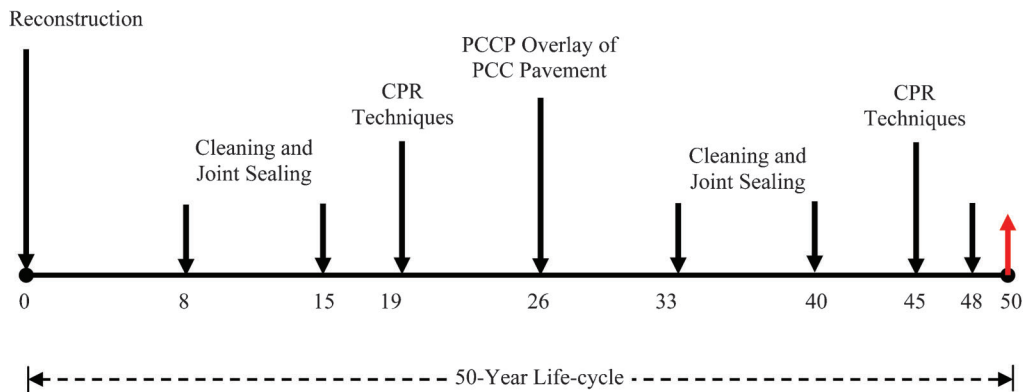 Reconstruction
PCCP Overlay of
PCC Pavement
CPR
Techniques
CPR
Techniques
Cleaning and
Joint Sealing
Cleaning and
Joint Sealing
0 8 15 19 26 33 40 45 48 50
50-Year Life-cycle